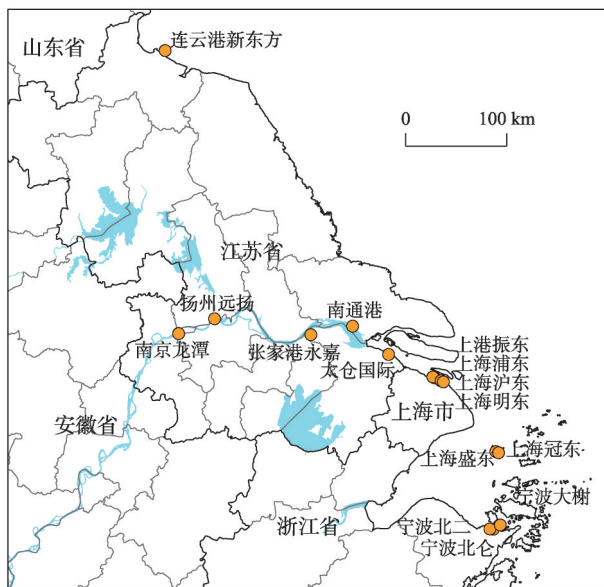 连云港新东方
山东省
0 100 km
江苏省
扬州远扬
南通港
南京龙潭
张家港永嘉
太仓国际
上港振东
上海浦东
上海沪东
上海明东
上海市
安徽省
上海盛东
上海冠东
宁波大榭
浙江省
宁波北二
宁波北仑